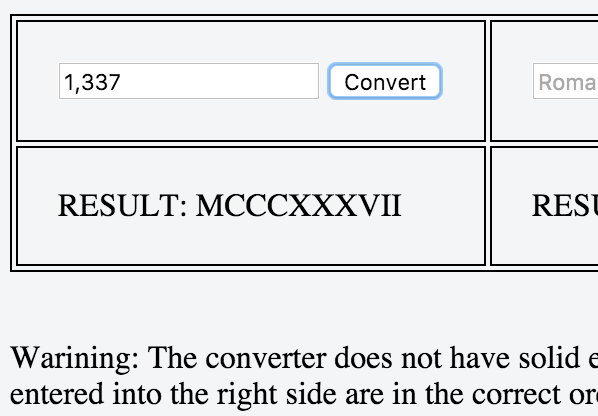 1,337 Convert Roma
RESULT: MCCCXXXVII RESU
Warining: The converter does not have solid e
entered into the right side are in the correct or